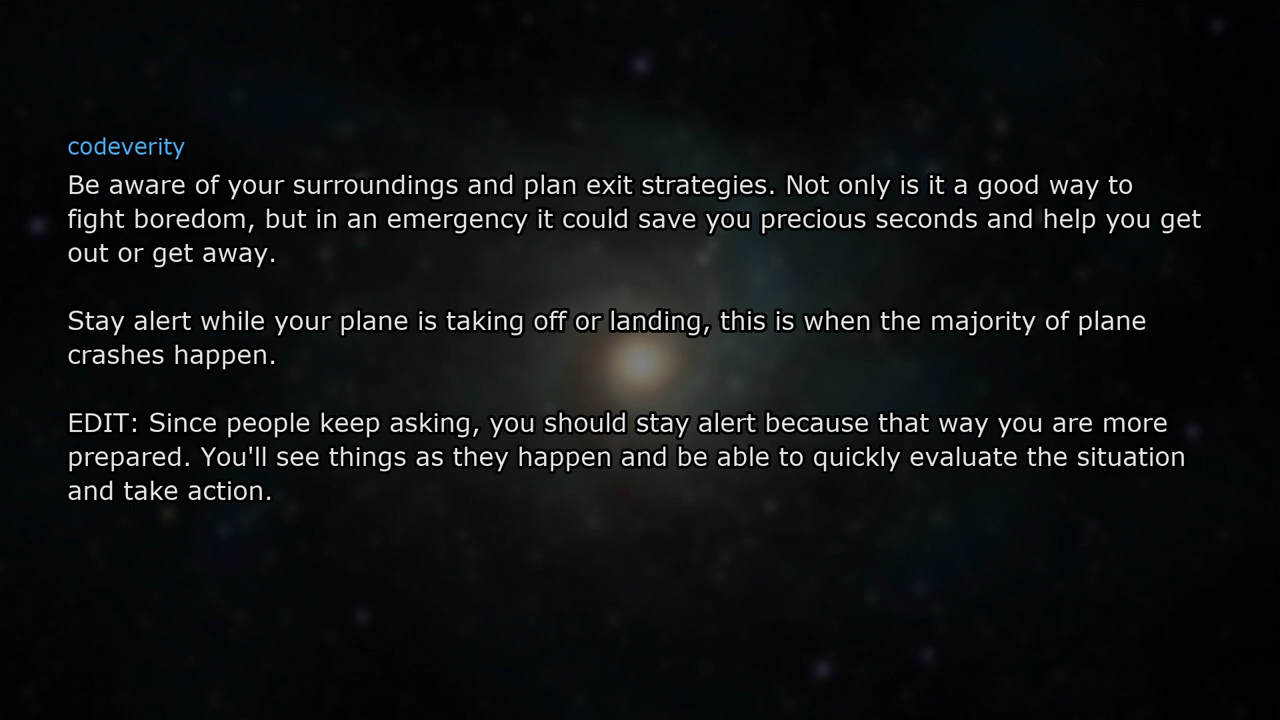 codeverity
Be aware of your surroundings and plan exit strategies. Not only is it a good way to
fight boredom, but in an emergency it could save you precious seconds and help you get
out or get away.
Stay alert while your plane is taking off or landing, this is when the majority of plane
crashes happen.
EDIT: Since people keep asking, you should stay alert because that way you are more
prepared. You'll see things as they happen and be able to quickly evaluate the situation
and take action.